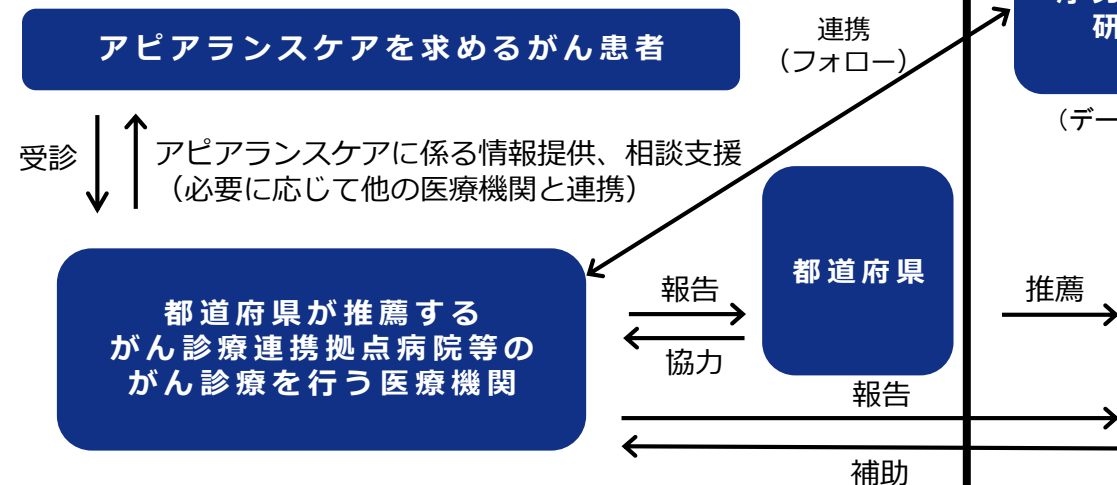 アピアランスケアを求めるがん患者
連携
（フォロー）
研
（デー
受診
アピアランスケアに係る情報提供、相談支援
（必要に応じて他の医療機関と連携）
都道府県
都道府県が推薦する
がん診療連携拠点病院等の
がん診療を行う医療機関
報告
協力
推薦
報告
補助